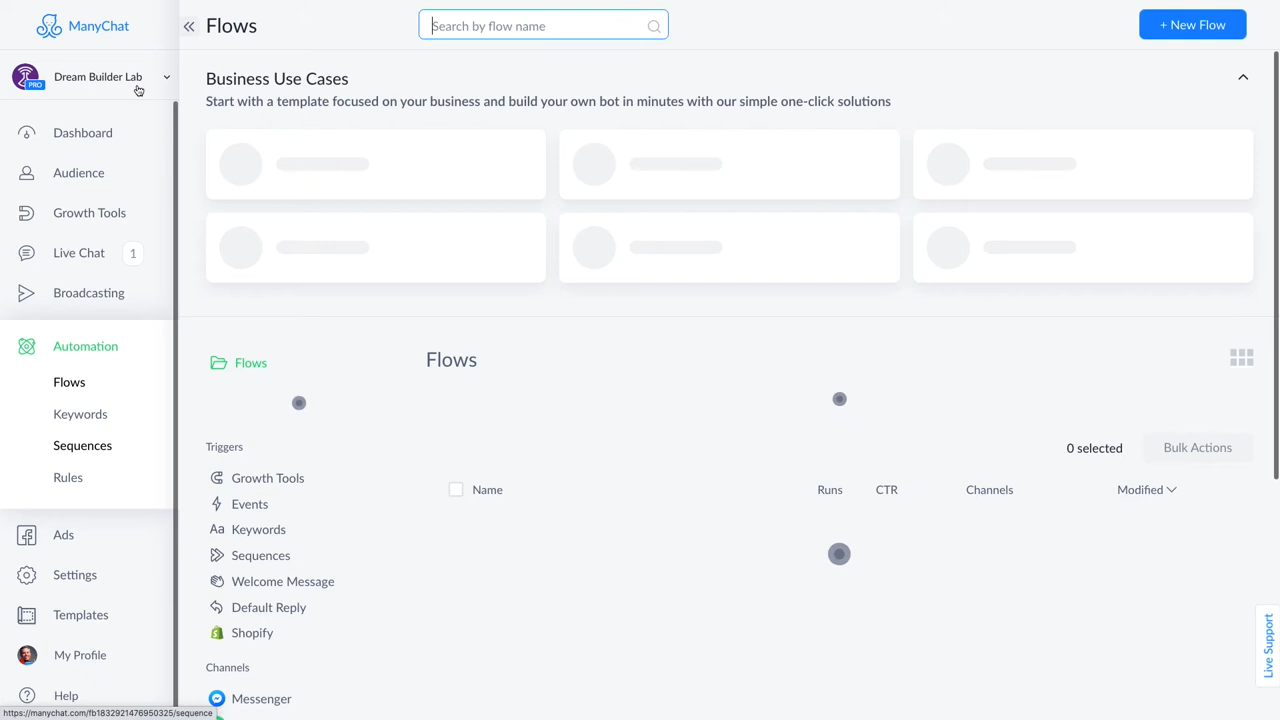 ManyChat
Flows
Search by flow name
+ New Flow
PRO
Dream Builder Lab
Dashboard
Audience
Growth Tools
Live Chat 1
Broadcasting
Automation
Flows
Keywords
Sequences
Rules
Ads
Settings
Templates
My Profile
Help
https://manychat.com/fb1832921476950325/sequence
Business Use Cases
Start with a template focused on your business and build your own bot in minutes with our simple one-click solutions
Flows
Triggers
Growth Tools
Events
Aa Keywords
Sequences
Welcome Message
Default Reply
Shopify
Channels
Messenger
Flows
0 selected
Bulk Actions
Name Runs CTR Channels Modified
Live Support